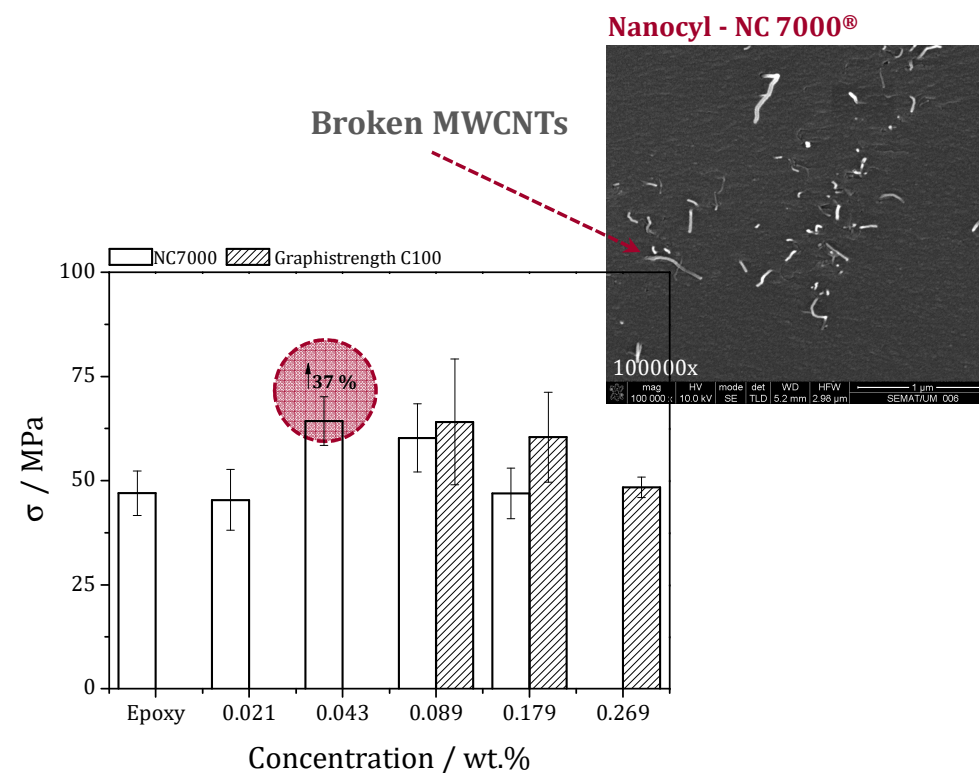 Nanocyl - NC 7000®
Broken MWCNTs
100000x
mag HV mode det WD HFW 1 µm
100 000 x 10.0 kV SE TLD 5.2 mm 2.98 µm SEMAT/UM 006
NC7000 Graphistrength C100
100
75
50
25
0
σ / MPa
↑37 %
Epoxy 0.021 0.043 0.089 0.179 0.269
Concentration / wt.%